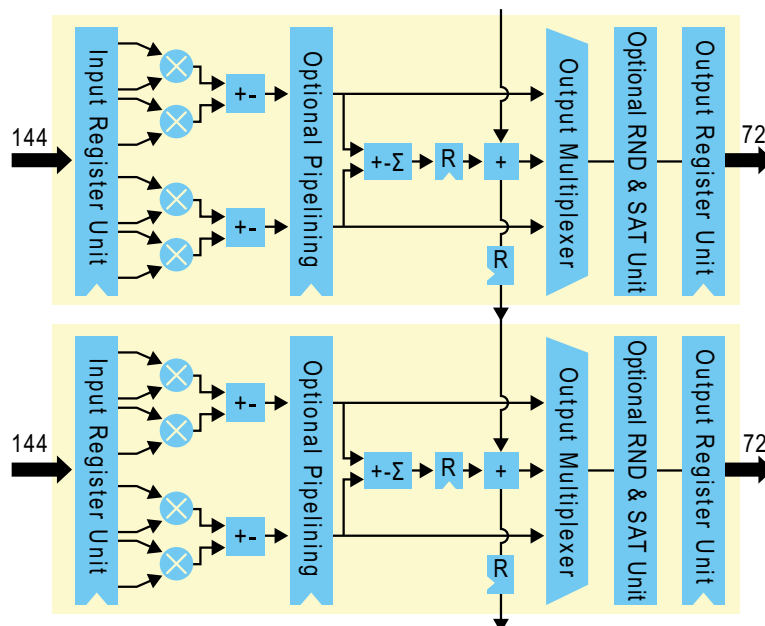 144
Input Register Unit
+-
+-
Optional Pipelining
+-Σ
R
+
R
Output Multiplexer
Optional RND & SAT Unit
Output Register Unit
72
144
Input Register Unit
+-
+-
Optional Pipelining
+-Σ
R
+
R
Output Multiplexer
Optional RND & SAT Unit
Output Register Unit
72